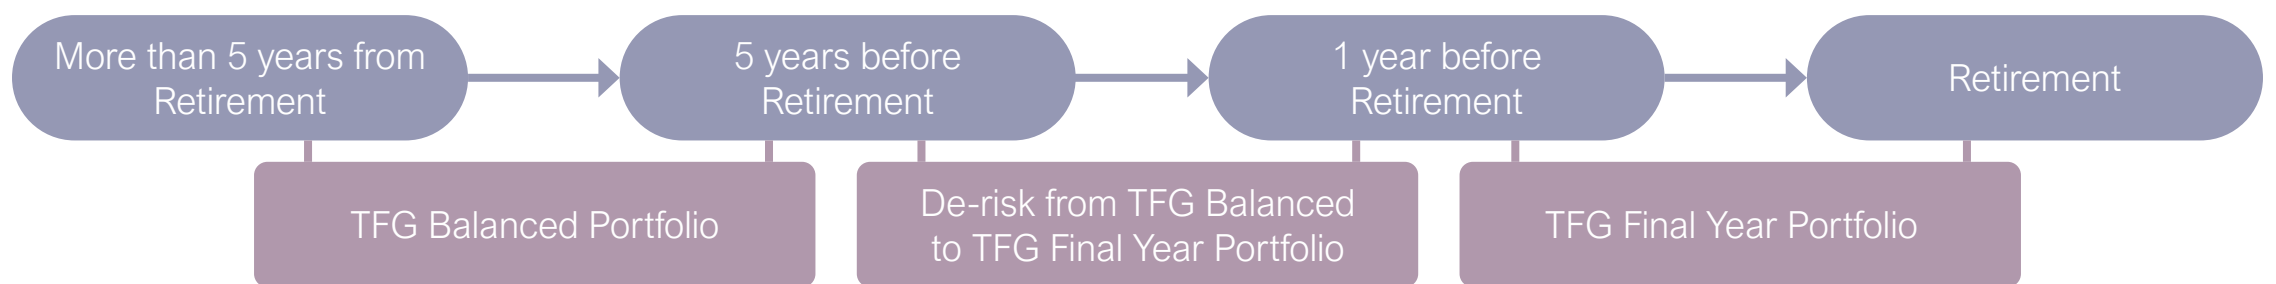 More than 5 years from
Retirement
5 years before
Retirement
1 year before
Retirement
Retirement
TFG Balanced Portfolio
De-risk from TFG Balanced
to TFG Final Year Portfolio
TFG Final Year Portfolio